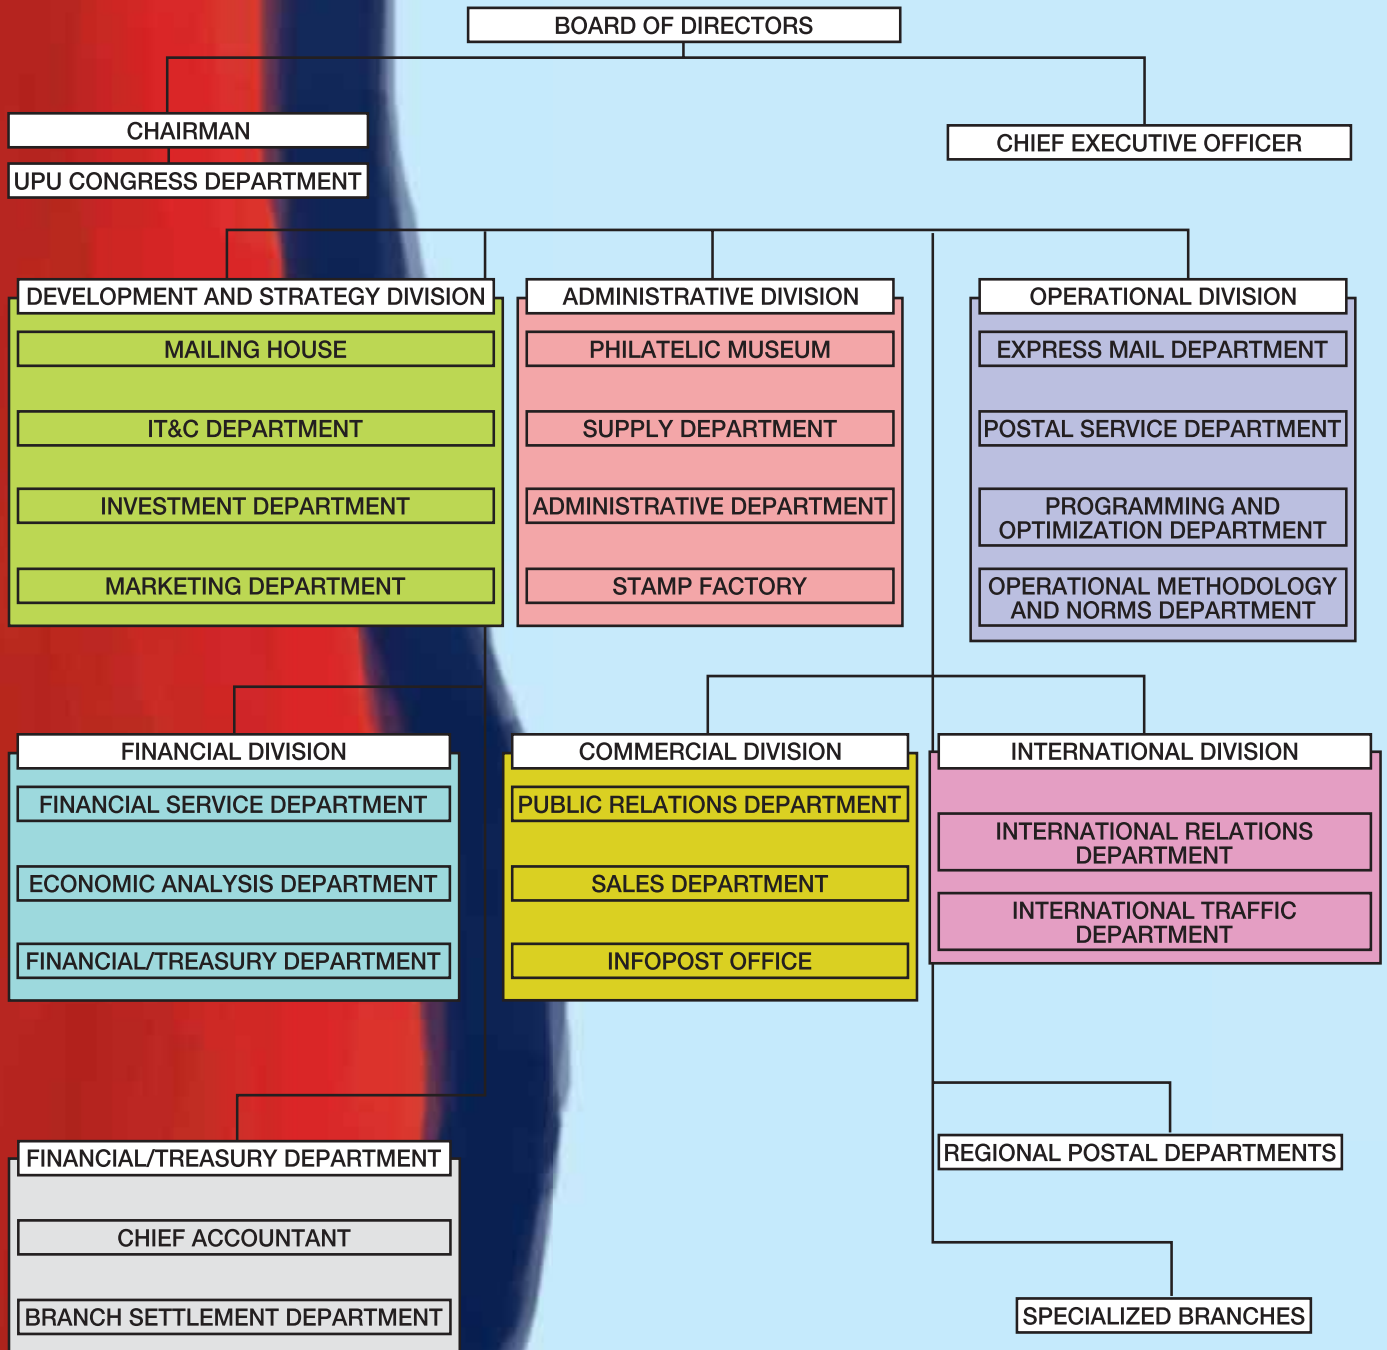 BOARD OF DIRECTORS
CHAIRMAN
CHIEF EXECUTIVE OFFICER
UPU CONGRESS DEPARTMENT
DEVELOPMENT AND STRATEGY DIVISION
MAILING HOUSE
IT&C DEPARTMENT
INVESTMENT DEPARTMENT
MARKETING DEPARTMENT
ADMINISTRATIVE DIVISION
PHILATELIC MUSEUM
SUPPLY DEPARTMENT
ADMINISTRATIVE DEPARTMENT
STAMP FACTORY
OPERATIONAL DIVISION
EXPRESS MAIL DEPARTMENT
POSTAL SERVICE DEPARTMENT
PROGRAMMING AND
OPTIMIZATION DEPARTMENT
OPERATIONAL METHODOLOGY
AND NORMS DEPARTMENT
FINANCIAL DIVISION
FINANCIAL SERVICE DEPARTMENT
ECONOMIC ANALYSIS DEPARTMENT
FINANCIAL/TREASURY DEPARTMENT
COMMERCIAL DIVISION
PUBLIC RELATIONS DEPARTMENT
SALES DEPARTMENT
INFOPOST OFFICE
INTERNATIONAL DIVISION
INTERNATIONAL RELATIONS
DEPARTMENT
INTERNATIONAL TRAFFIC
DEPARTMENT
FINANCIAL/TREASURY DEPARTMENT
CHIEF ACCOUNTANT
BRANCH SETTLEMENT DEPARTMENT
REGIONAL POSTAL DEPARTMENTS
SPECIALIZED BRANCHES